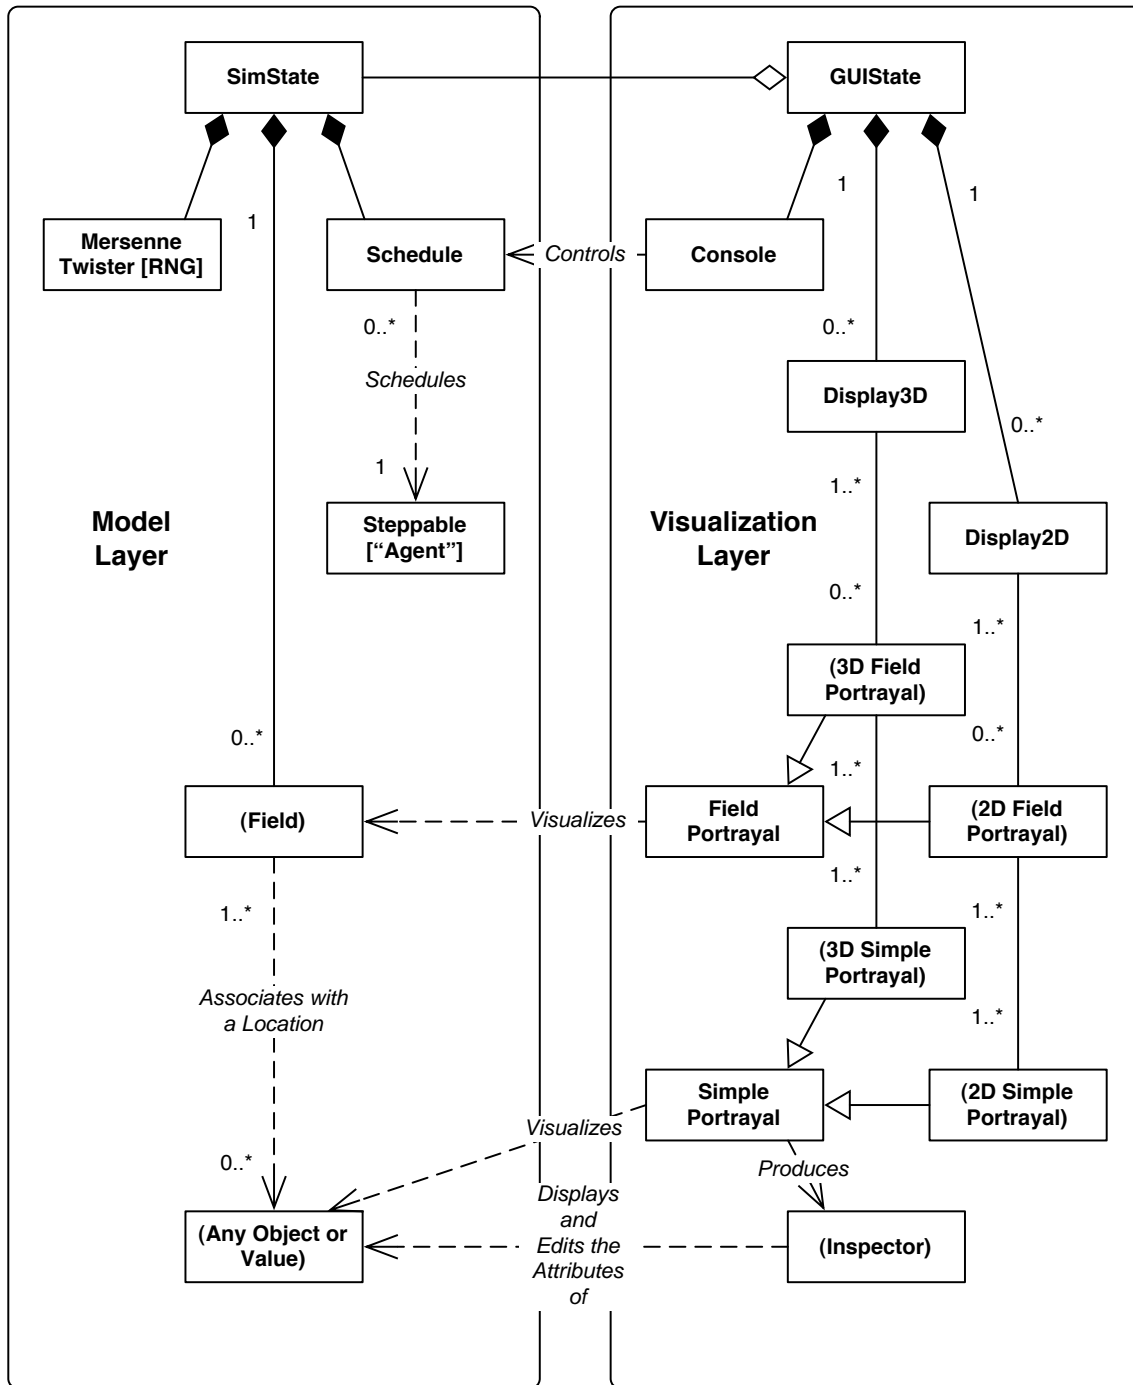 SimState
GUIState
1
1
1
Mersenne
Twister [RNG]
Schedule
Controls
Console
0..*
0..*
Schedules
Display3D
0..*
1
1..*
Model
Layer
Steppable
[“Agent”]
Visualization
Layer
Display2D
0..*
1..*
(3D Field
Portrayal)
0..*
0..*
1..*
(Field)
Visualizes
Field
Portrayal
(2D Field
Portrayal)
1..*
1..*
1..*
(3D Simple
Portrayal)
Associates with
a Location
1..*
Simple
Portrayal
(2D Simple
Portrayal)
Visualizes
0..*
Produces
Displays
and
Edits the
Attributes
of
(Any Object or
Value)
(Inspector)